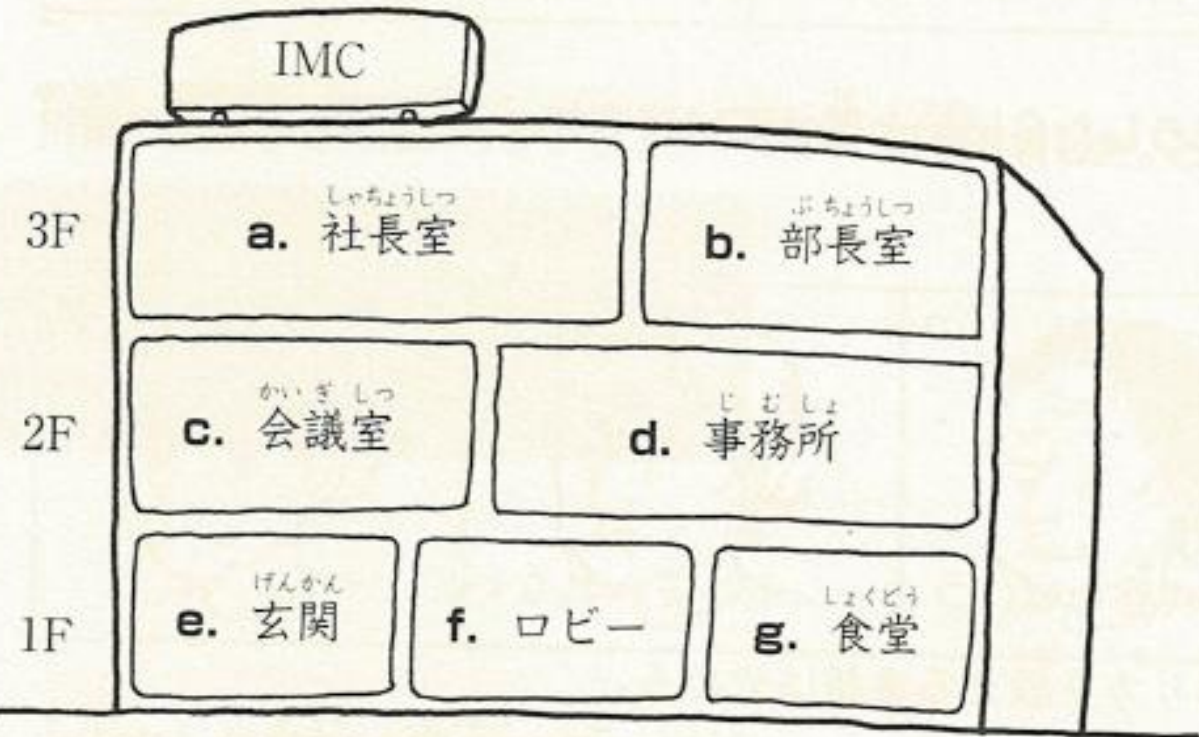 IMC
3F
a. 社長室
しゃちょうしつ
b. 部長室
ぶちょうしつ
2F
c. 会議室
かいぎしつ
d. 事務所
じむしょ
1F
e. 玄関
げんかん
f. ロビー
g. 食堂
しょくどう